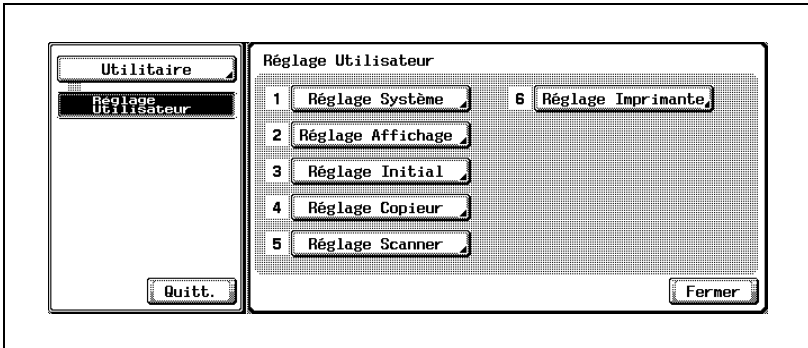 Utilitaire
Réglage
Utilisateur
Quitt.
Réglage Utilisateur
1 Réglage Système
2 Réglage Affichage
3 Réglage Initial
4 Réglage Copieur
5 Réglage Scanner
6 Réglage Imprimante
Fermer